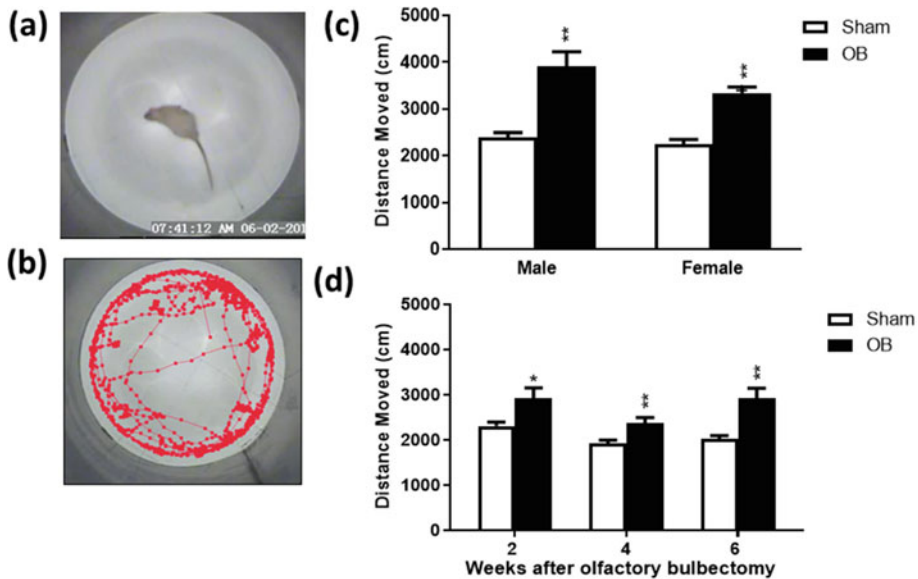 (a)
07:41:12 AM 06-02-201
(b)
(c)
Distance Moved (cm)
5000
4000
3000
2000
1000
0
**
**
Male
Female
Sham
OB
(d)
Distance Moved (cm)
5000
4000
3000
2000
1000
0
*
**
**
2
4
6
Weeks after olfactory bulbectomy
Sham
OB